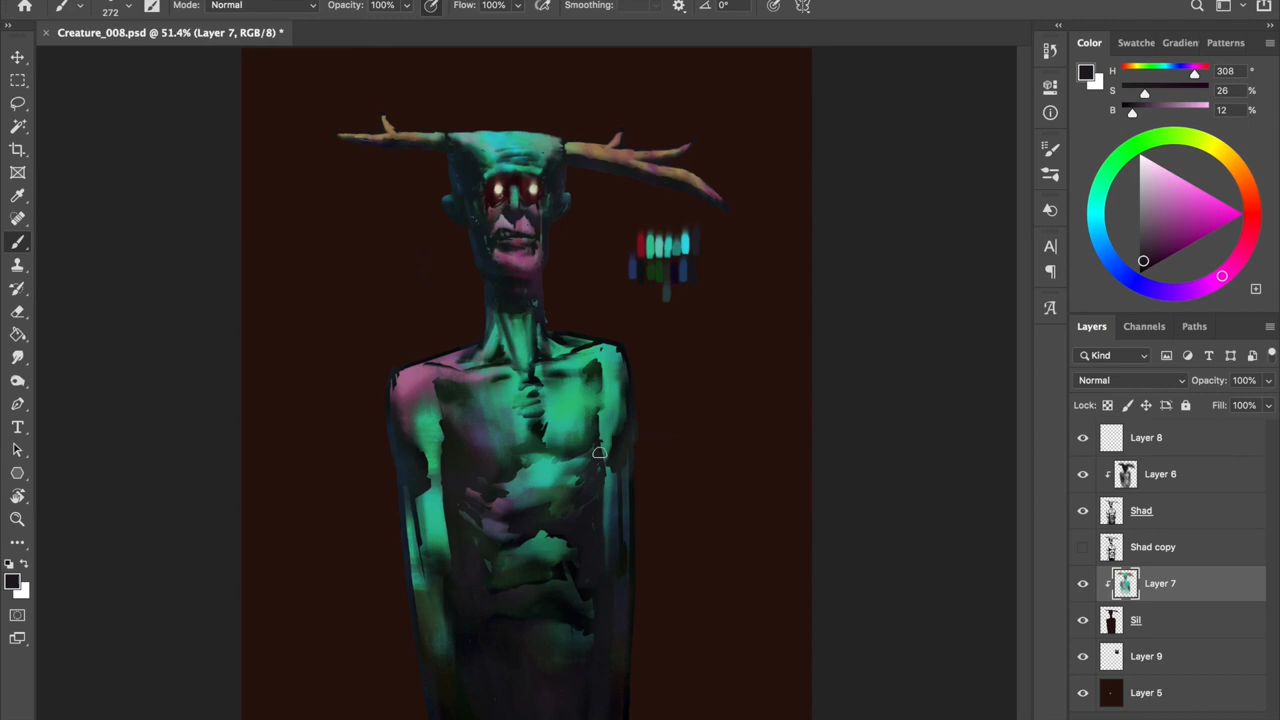 272 Mode: Normal Opacity: 100% Flow: 100% Smoothing: 0°
× Creature_008.psd @ 51.4% (Layer 7, RGB/8) *
Color Swatche Gradien Patterns
H 308 °
S 26 %
B 12 %
Layers Channels Paths
Kind
Normal Opacity: 100%
Lock: Fill: 100%
Layer 8
Layer 6
Shad
Shad copy
Layer 7
Sil
Layer 9
Layer 5